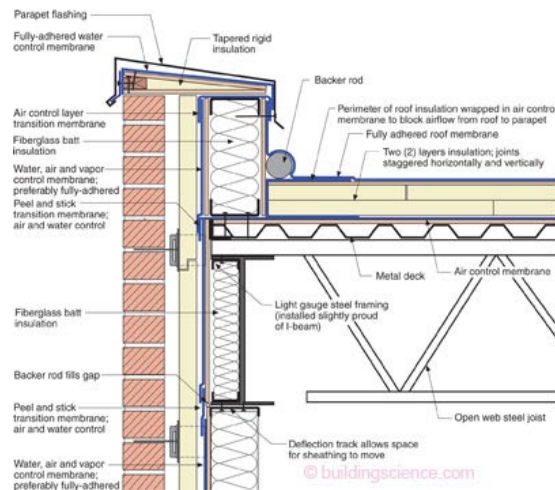 Parapet flashing
Fully-adhered water
control membrane
Tapered rigid
insulation
Backer rod
Perimeter of roof insulation wrapped in air control
membrane to block airflow from roof to parapet
Fully adhered roof membrane
Two (2) layers insulation; joints
staggered horizontally and vertically
Air control layer
transition membrane
Fiberglass batt
insulation
Water, air and vapor
control membrane;
preferably fully-adhered
Peel and stick
transition membrane;
air and water control
Metal deck
Air control membrane
Light gauge steel framing
(installed slightly proud
of I-beam)
Fiberglass batt
insulation
Backer rod fills gap
Peel and stick
transition membrane;
air and water control
Open web steel joist
Deflection track allows space
for sheathing to move
Water, air and vapor
control membrane;
preferably fully-adhered
© buildingscience.com